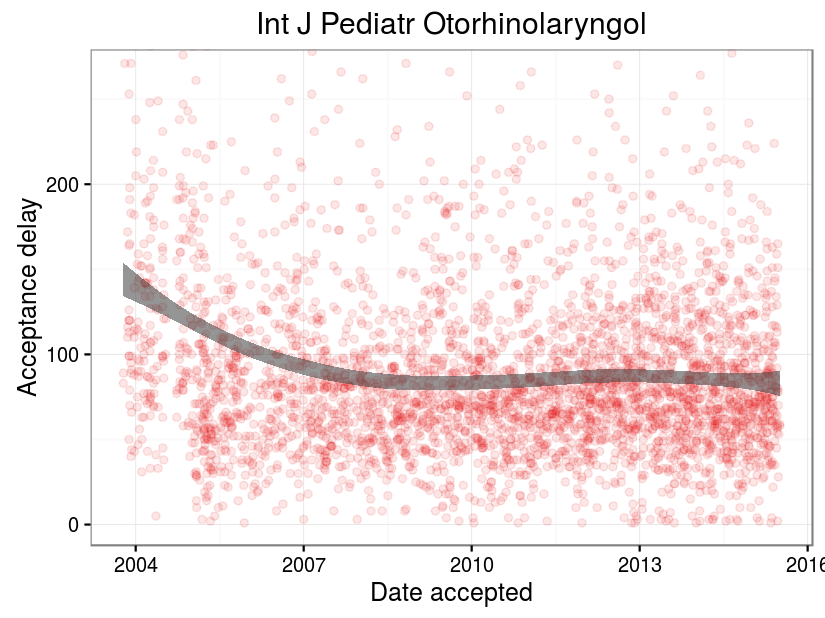 Int J Pediatr Otorhinolaryngol
Acceptance delay
200
100
0
2004 2007 2010 2013 2016
Date accepted